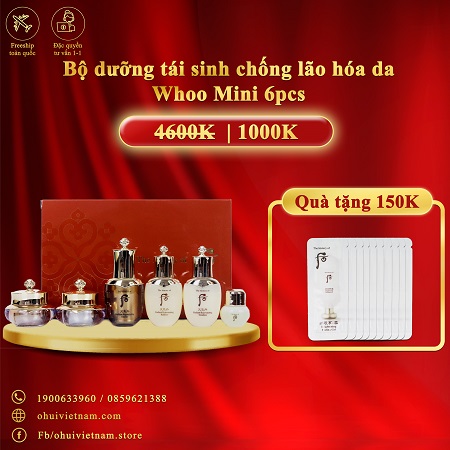 Freeship
toàn quốc
Đặc quyền
tư vấn 1-1
Bộ dưỡng tái sinh chống lão hóa da
Whoo Mini 6pcs
4600K | 1000K
Quà tặng 150K
1900633960 / 0859621388
ohuivietnam.com
Fb/ohuivietnam.store